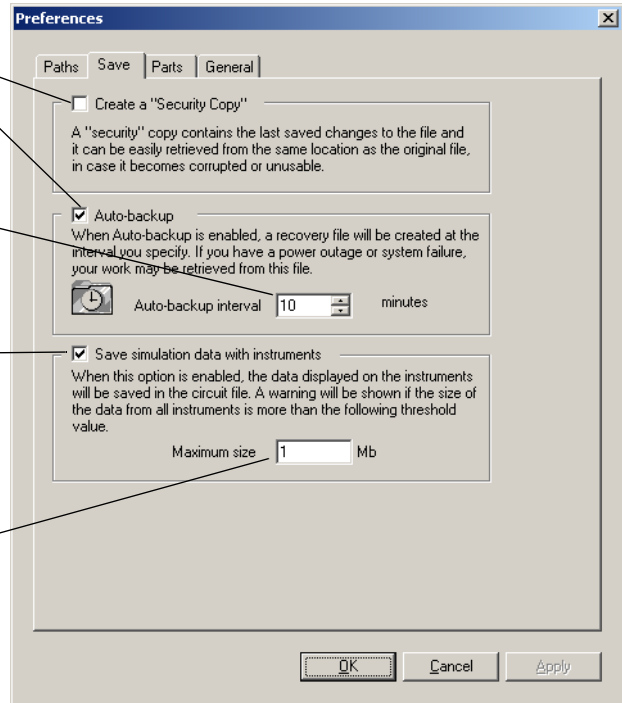 Preferences
Paths Save Parts General
Create a "Security Copy"
A "security" copy contains the last saved changes to the file and
it can be easily retrieved from the same location as the original file,
in case it becomes corrupted or unusable.
Auto-backup
When Auto-backup is enabled, a recovery file will be created at the
interval you specify. If you have a power outage or system failure,
your work may be retrieved from this file.
Auto-backup interval 10 minutes
Save simulation data with instruments
When this option is enabled, the data displayed on the instruments
will be saved in the circuit file. A warning will be shown if the size of
the data from all instruments is more than the following threshold
value.
Maximum size 1 Mb
OK Cancel Apply